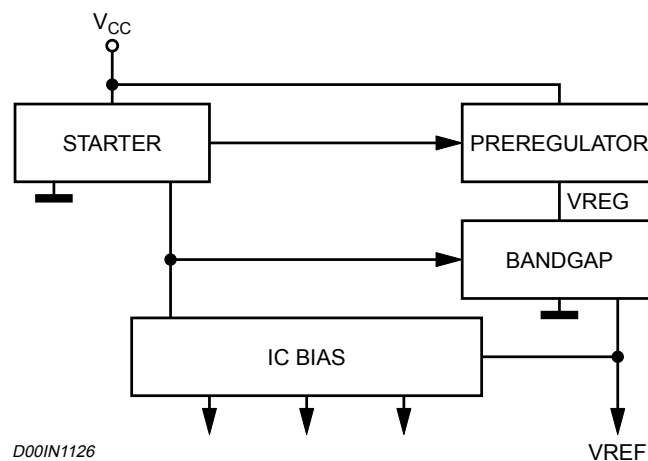 VCC
STARTER
PREREGULATOR
VREG
BANDGAP
IC BIAS
D00IN1126
VREF